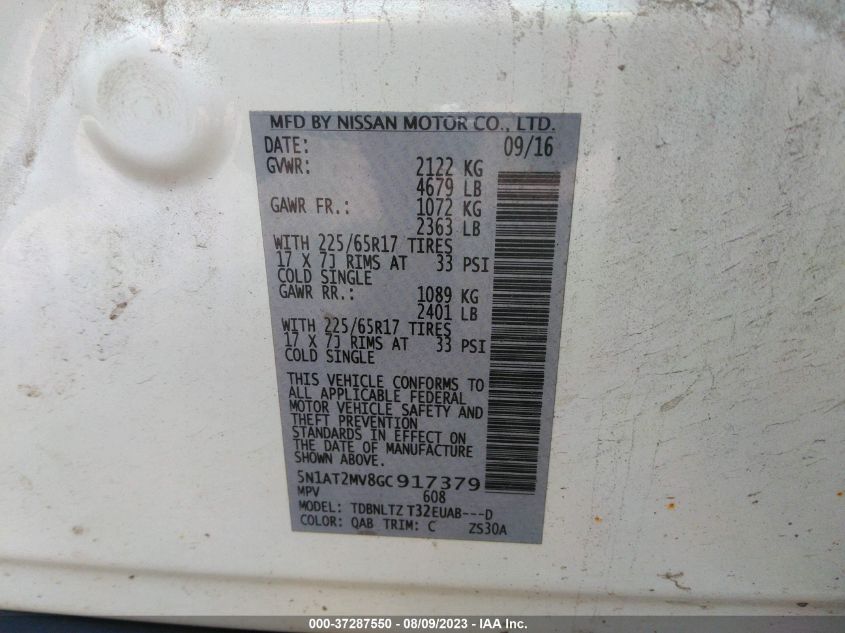 MFD BY NISSAN MOTOR CO., LTD.
DATE: 09/16
GVWR: 2122 KG
4679 LB
GAWR FR.: 1072 KG
2363 LB
WITH 225/65R17 TIRES
17 X 7J RIMS AT 33 PSI
COLD SINGLE
GAWR RR.: 1089 KG
2401 LB
WITH 225/65R17 TIRES
17 X 7J RIMS AT 33 PSI
COLD SINGLE
THIS VEHICLE CONFORMS TO
ALL APPLICABLE FEDERAL
MOTOR VEHICLE SAFETY AND
THEFT PREVENTION
STANDARDS IN EFFECT ON
THE DATE OF MANUFACTURE
SHOWN ABOVE.
5N1AT2MV8GC917379
MPV 608
MODEL: TDBNLTZ T32EUAB---D
COLOR: QAB TRIM: C ZS30A
000-37287550 - 08/09/2023 - IAA Inc.